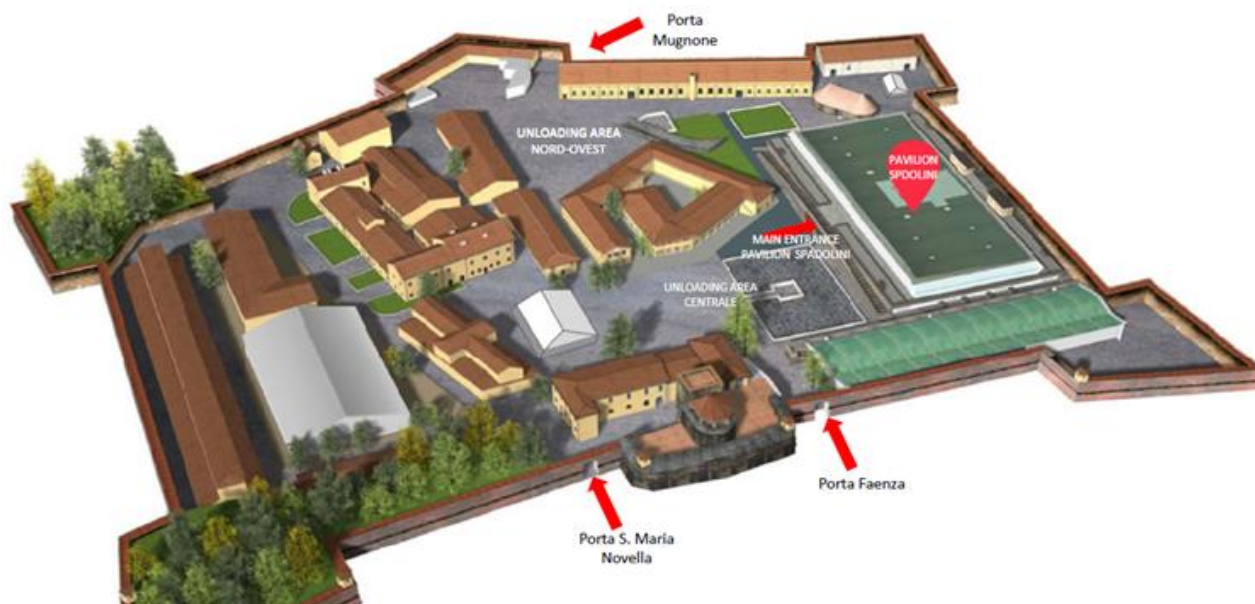 Porta
Mugnone
UNLOADING AREA
NORD-OVEST
PAVILION
SPDOLINI
MAIN ENTRANCE
PAVILION SPADOLINI
UNLOADING AREA
CENTRALE
Porta Faenza
Porta S. Maria
Novella